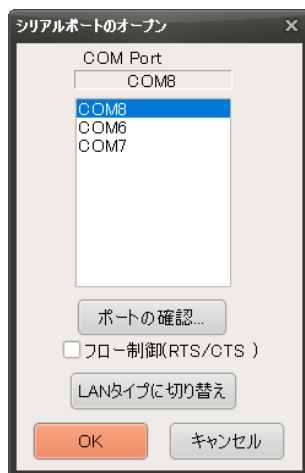 シリアルポートのオープン
COM Port
COM8
COM8
COM6
COM7
ポートの確認...
フロー制御(RTS/CTS )
LANタイプに切り替え
OK
キャンセル